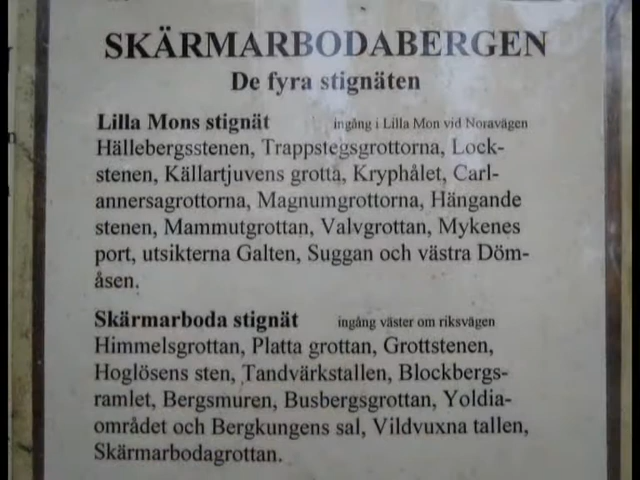 SKÄRMARBODABERGEN
De fyra stignäten
Lilla Mons stignät ingång i Lilla Mon vid Noravägen
Hällebergsstenen, Trappstegsgrottorna, Lock-
stenen, Källartjuvens grotta, Kryphålet, Carl-
annersagrottorna, Magnumgrottorna, Hängande
stenen, Mammutgrottan, Valvgrottan, Mykenes
port, utsikterna Galten, Suggan och västra Döm-
åsen.
Skärmarboda stignät ingång väster om riksvägen
Himmelsgrottan, Platta grottan, Grottstenen,
Hoglösens sten, Tandvärkstallen, Blockbergs-
ramlet, Bergsmuren, Busbergsgrottan, Yoldia-
området och Bergkungens sal, Vildvuxna tallen,
Skärmarbodagrottan.